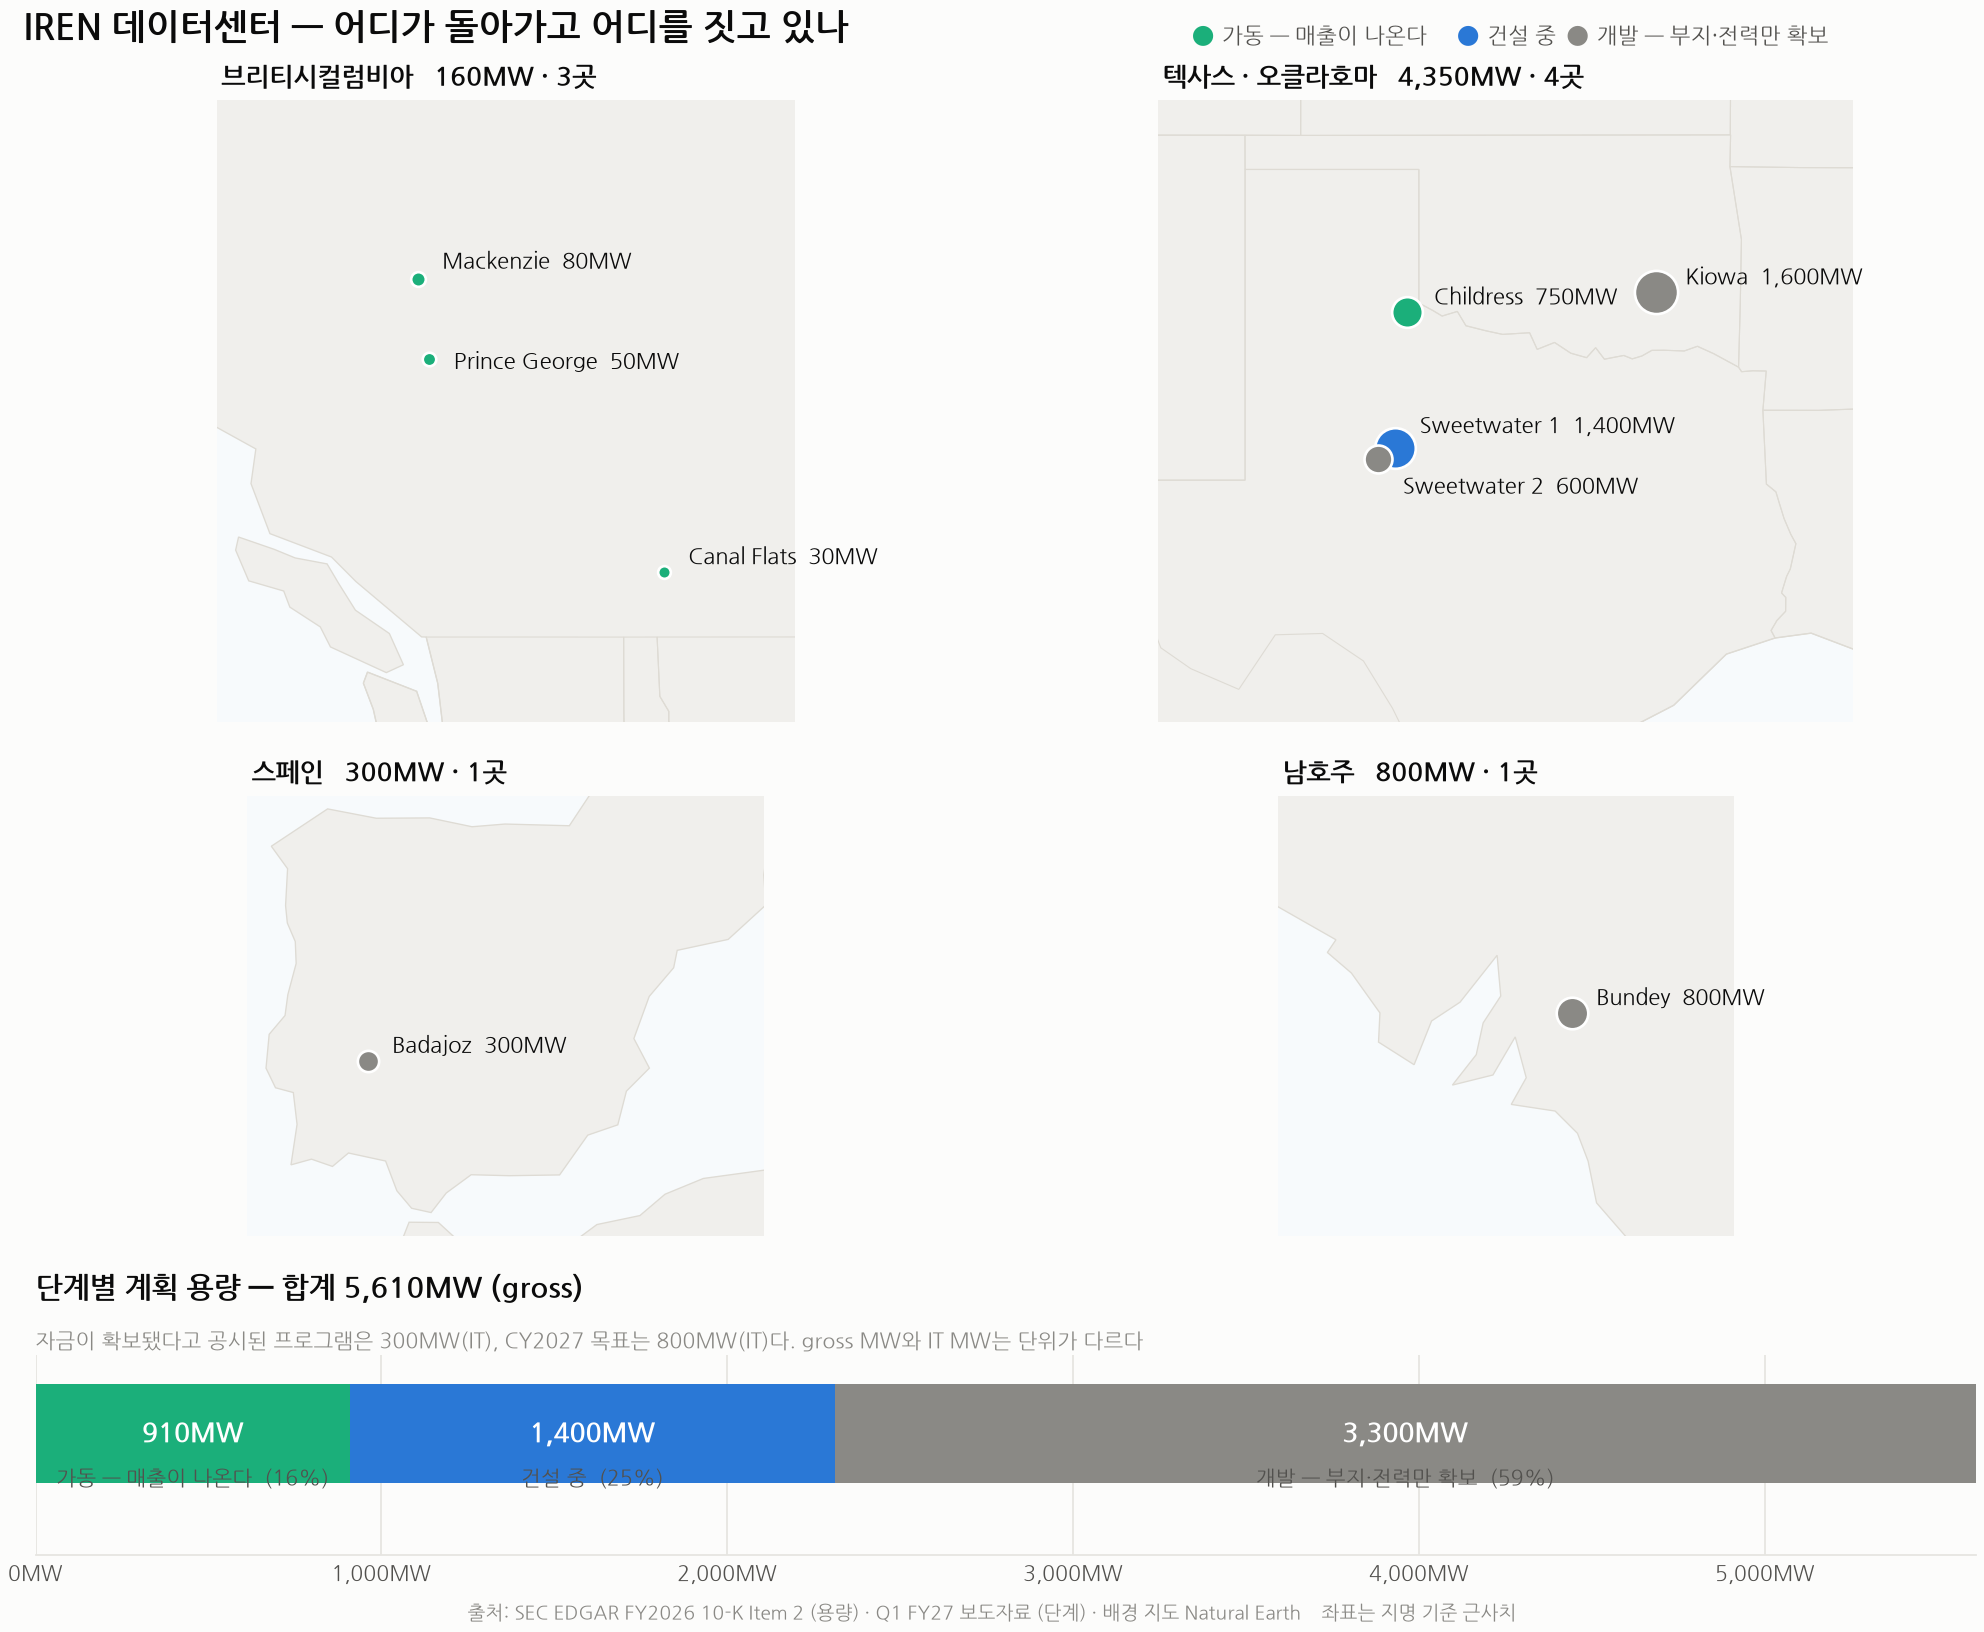 IREN 데이터센터 — 어디가 돌아가고 어디를 짓고 있나
가동 — 매출이 나온다 건설 중 개발 — 부지·전력만 확보
브리티시컬럼비아 160MW · 3곳
Mackenzie 80MW
Prince George 50MW
Canal Flats 30MW
텍사스 · 오클라호마 4,350MW · 4곳
Kiowa 1,600MW
Childress 750MW
Sweetwater 1 1,400MW
Sweetwater 2 600MW
스페인 300MW · 1곳
Badajoz 300MW
남호주 800MW · 1곳
Bundey 800MW
단계별 계획 용량 — 합계 5,610MW (gross)
자금이 확보됐다고 공시된 프로그램은 300MW(IT), CY2027 목표는 800MW(IT)다. gross MW와 IT MW는 단위가 다르다
910MW 1,400MW 3,300MW
가동 — 매출이 나온다 (16%) 건설 중 (25%) 개발 — 부지·전력만 확보 (59%)
0MW 1,000MW 2,000MW 3,000MW 4,000MW 5,000MW
출처: SEC EDGAR FY2026 10-K Item 2 (용량) · Q1 FY27 보도자료 (단계) · 배경 지도 Natural Earth 좌표는 지명 기준 근사치